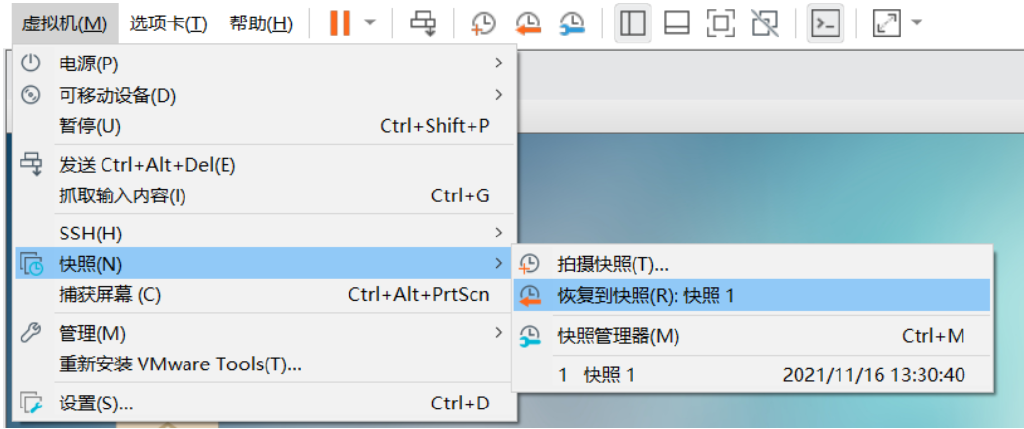 虚拟机(M) 选项卡(T) 帮助(H)
电源(P)
可移动设备(D)
暂停(U) Ctrl+Shift+P
发送 Ctrl+Alt+Del(E)
抓取输入内容(I) Ctrl+G
SSH(H)
快照(N)
捕获屏幕 (C) Ctrl+Alt+PrtScn
管理(M)
重新安装 VMware Tools(T)...
设置(S)... Ctrl+D
拍摄快照(T)...
恢复到快照(R): 快照 1
快照管理器(M) Ctrl+M
1 快照 1 2021/11/16 13:30:40